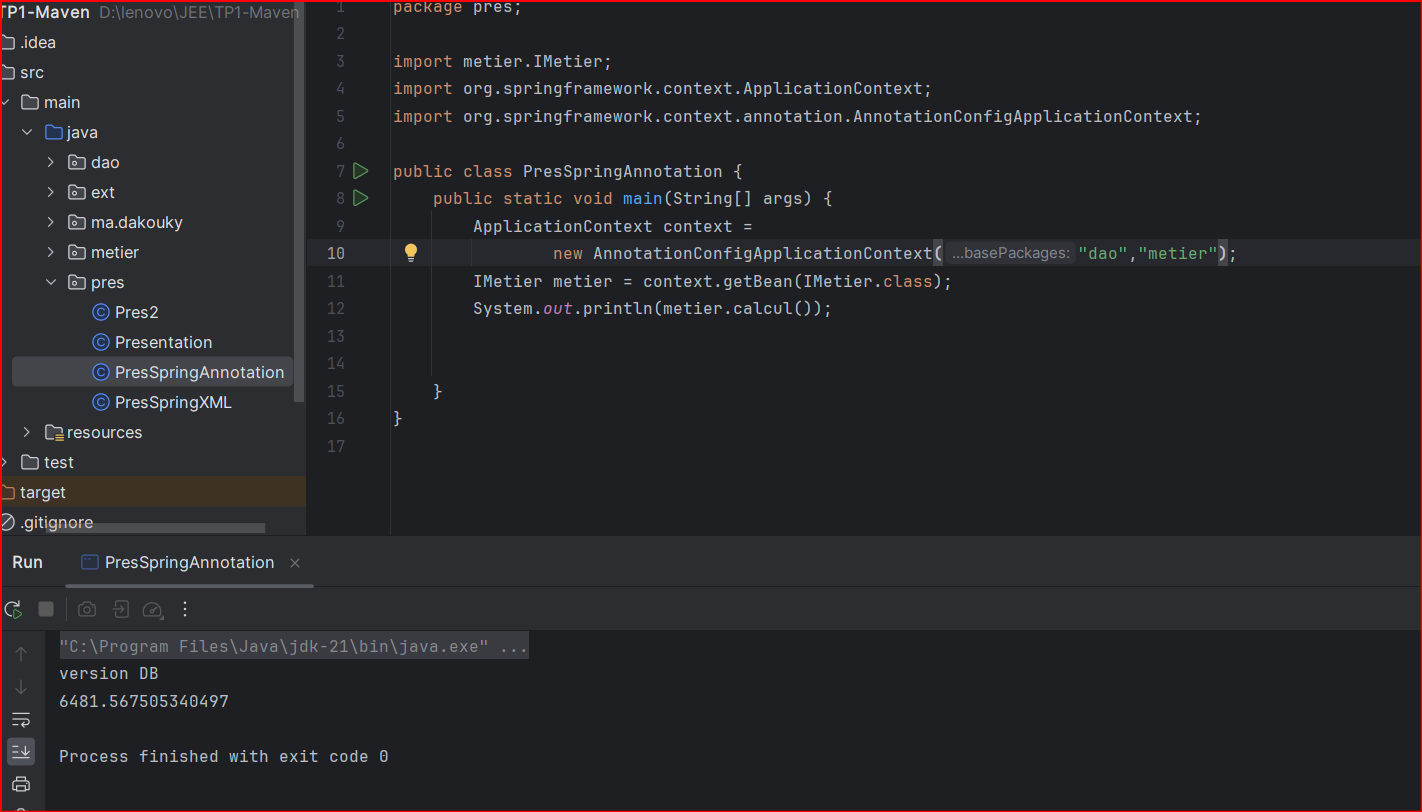 TP1-Maven D:\lenovo\JEE\TP1-Maven
.idea
src
main
java
dao
ext
ma.dakouky
metier
pres
Pres2
Presentation
PresSpringAnnotation
PresSpringXML
resources
test
target
.gitignore
1 package pres;
2
3 import metier.IMetier;
4 import org.springframework.context.ApplicationContext;
5 import org.springframework.context.annotation.AnnotationConfigApplicationContext;
6
7 public class PresSpringAnnotation {
8 public static void main(String[] args) {
9 ApplicationContext context =
10 new AnnotationConfigApplicationContext( ...basePackages: "dao","metier");
11 IMetier metier = context.getBean(IMetier.class);
12 System.out.println(metier.calcul());
13
14
15 }
16 }
17
Run PresSpringAnnotation
"C:\Program Files\Java\jdk-21\bin\java.exe" ...
version DB
6481.567505340497
Process finished with exit code 0